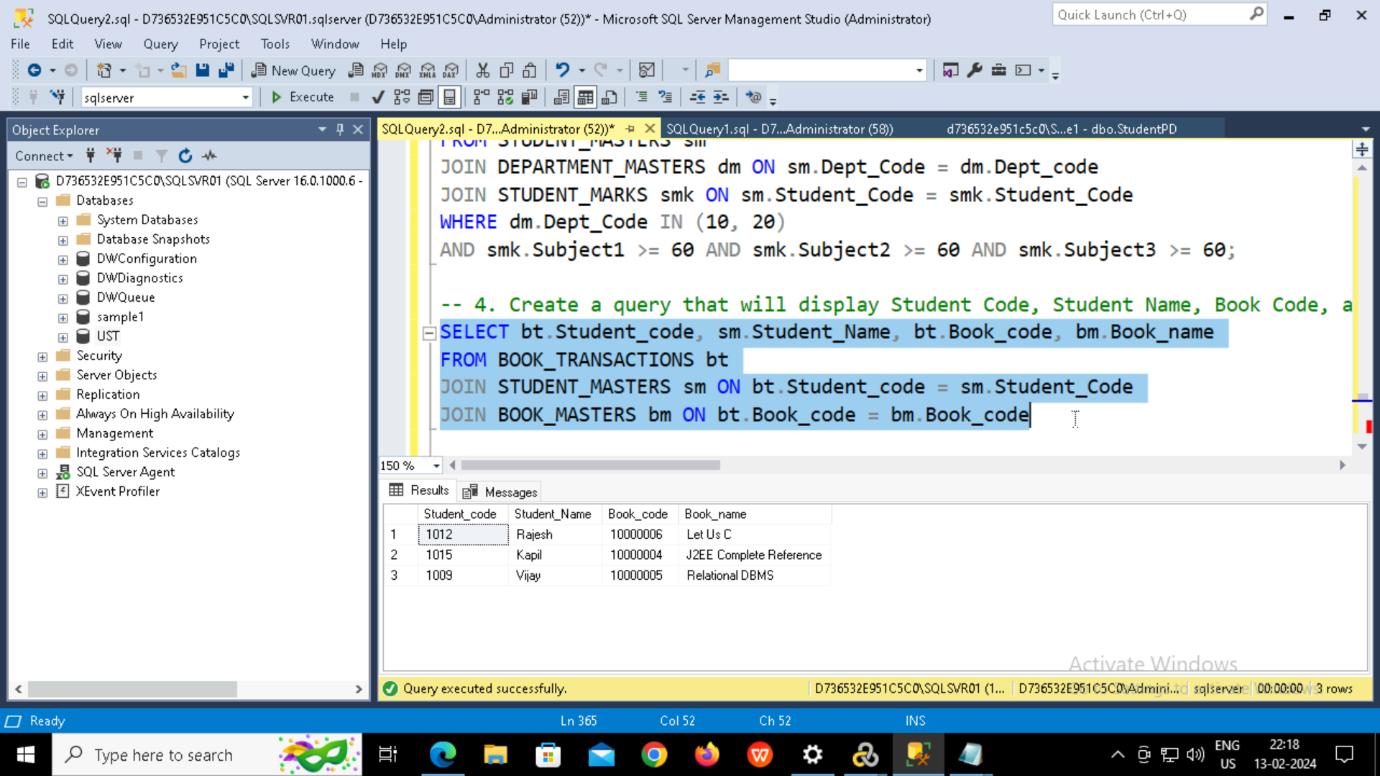 SQLQuery2.sql - D736532E951C5C0\SQLSVR01.sqlserver (D736532E951C5C0\Administrator (52))* - Microsoft SQL Server Management Studio (Administrator)
Quick Launch (Ctrl+Q)
File Edit View Query Project Tools Window Help
New Query
MDX DMX XMLA DAX
sqlserver
Execute
Object Explorer
SQLQuery2.sql - D7...Administrator (52))*
SQLQuery1.sql - D7...Administrator (58))
d736532e951c5c0\S...e1 - dbo.StudentPD
Connect
D736532E951C5C0\SQLSVR01 (SQL Server 16.0.1000.6 -
Databases
System Databases
Database Snapshots
DWConfiguration
DWDiagnostics
DWQueue
sample1
UST
Security
Server Objects
Replication
Always On High Availability
Management
Integration Services Catalogs
SQL Server Agent
XEvent Profiler
FROM STUDENT_MASTERS sm
JOIN DEPARTMENT_MASTERS dm ON sm.Dept_Code = dm.Dept_code
JOIN STUDENT_MARKS smk ON sm.Student_Code = smk.Student_Code
WHERE dm.Dept_Code IN (10, 20)
AND smk.Subject1 >= 60 AND smk.Subject2 >= 60 AND smk.Subject3 >= 60;
-- 4. Create a query that will display Student Code, Student Name, Book Code, a
SELECT bt.Student_code, sm.Student_Name, bt.Book_code, bm.Book_name
FROM BOOK_TRANSACTIONS bt
JOIN STUDENT_MASTERS sm ON bt.Student_code = sm.Student_Code
JOIN BOOK_MASTERS bm ON bt.Book_code = bm.Book_code
150 %
Results Messages
Student_code Student_Name Book_code Book_name
1 1012 Rajesh 10000006 Let Us C
2 1015 Kapil 10000004 J2EE Complete Reference
3 1009 Vijay 10000005 Relational DBMS
Activate Windows
Query executed successfully.
D736532E951C5C0\SQLSVR01 (1... D736532E951C5C0\Admini... sqlserver 00:00:00 3 rows
Ready
Ln 365 Col 52 Ch 52 INS
Type here to search
ENG
US
22:18
13-02-2024